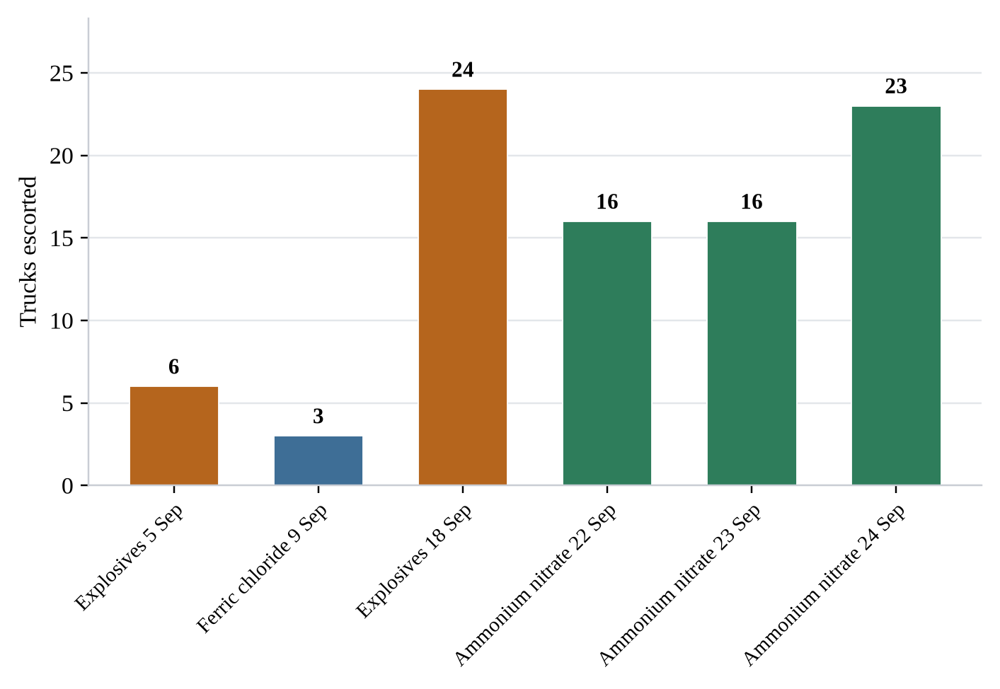 Trucks escorted
25
20
15
10
5
0
6
3
24
16
16
23
Explosives 5 Sep
Ferric chloride 9 Sep
Explosives 18 Sep
Ammonium nitrate 22 Sep
Ammonium nitrate 23 Sep
Ammonium nitrate 24 Sep